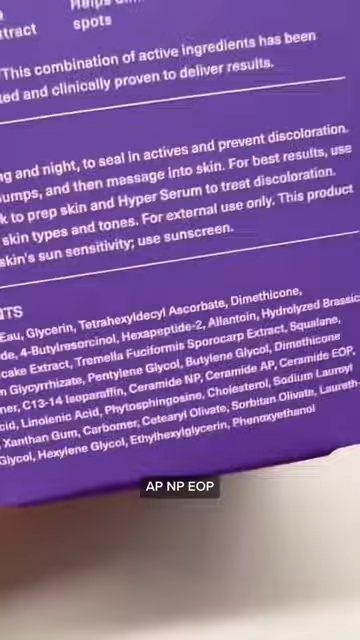 Helps
tract
spots
This combination of active ingredients has been
ed and clinically proven to deliver results.
ng and night, to seal in actives and prevent discoloration.
umps, and then massage into skin. For best results, use
k to prep skin and Hyper Serum to treat discoloration.
skin types and tones. For external use only. This product
skin's sun sensitivity; use sunscreen.
NTS
Eau, Glycerin, Tetrahexyldecyl Ascorbate, Dimethicone,
de, 4-Butylresorcinol, Hexapeptide-2, Allantoin, Hydrolyzed Brassic
cake Extract, Tremella Fuciformis Sporocarp Extract, Squalane,
n Glycyrrhizate, Pentylene Glycol, Butylene Glycol, Dimethicone
ner, C13-14 Isoparaffin, Ceramide NP, Ceramide AP, Ceramide EOP,
cid, Linolenic Acid, Phytosphingosine, Cholesterol, Sodium Lauroyl
, Xanthan Gum, Carbomer, Cetearyl Olivate, Sorbitan Olivate, Laureth
Glycol, Hexylene Glycol, Ethylhexylglycerin, Phenoxyethanol
AP NP EOP